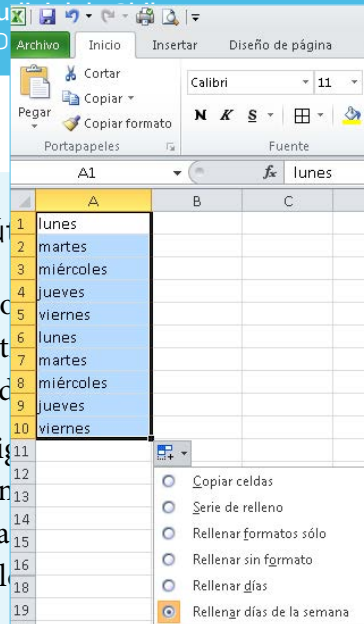 Archivo Inicio Insertar Diseño de página
Cortar
Copiar
Copiar formato
Pegar
Portapapeles
Calibri 11
N K S
Fuente
A1 fx lunes
A B C
1 lunes
2 martes
3 miércoles
4 jueves
5 viernes
6 lunes
7 martes
8 miércoles
9 jueves
10 viernes
11
12
13
14
15
16
18
19
Copiar celdas
Serie de relleno
Rellenar formatos sólo
Rellenar sin formato
Rellenar días
Rellenar días de la semana